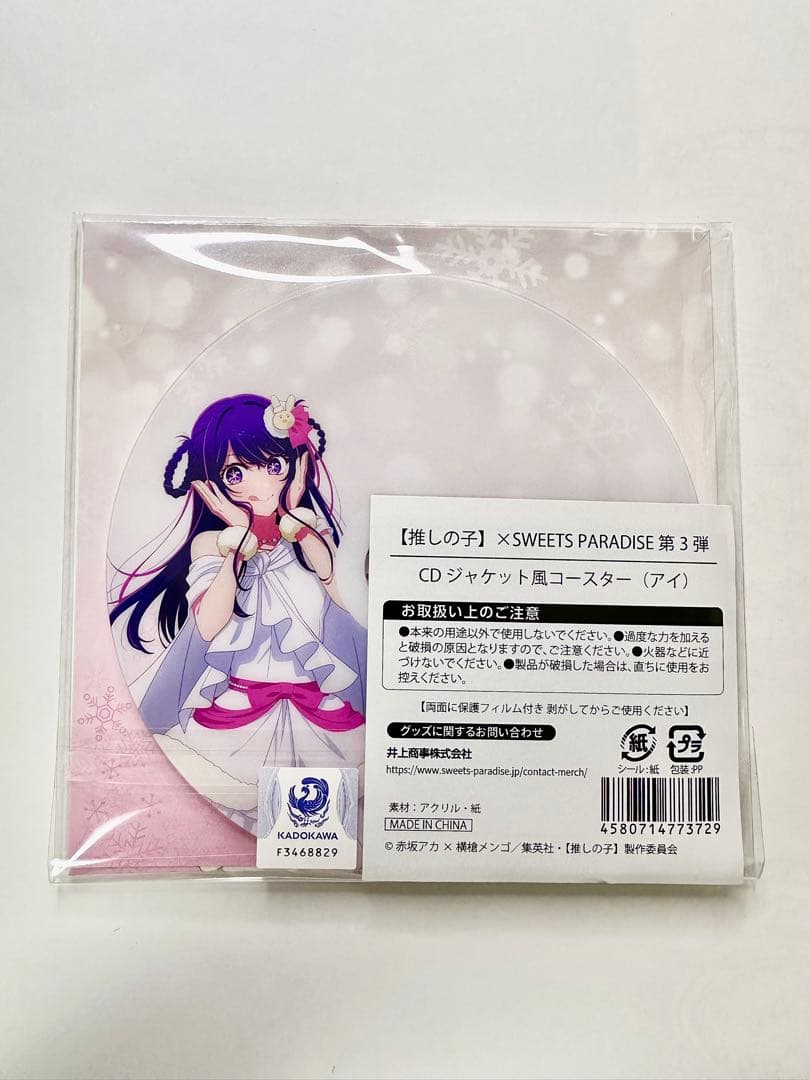 【推しの子】×SWEETS PARADISE 第3弾
CD ジャケット風コースター（アイ）
お取扱い上のご注意
●本来の用途以外で使用しないでください。●過度な力を加えると
破損の原因となりますので、ご注意ください。●火器などに近
づけないでください。●製品が破損した場合は、直ちに使用をお
控えください。
【両面に保護フィルム付き 剥がしてからご使用ください】
グッズに関するお問い合わせ
井上商事株式会社
https://www.sweets-paradise.jp/contact-merch/
紙
プラ
シール:紙 包装:PP
素材：アクリル・紙
MADE IN CHINA
4580714773729
© 赤坂アカ × 横槍メンゴ／集英社・【推しの子】製作委員会
KADOKAWA
F3468829